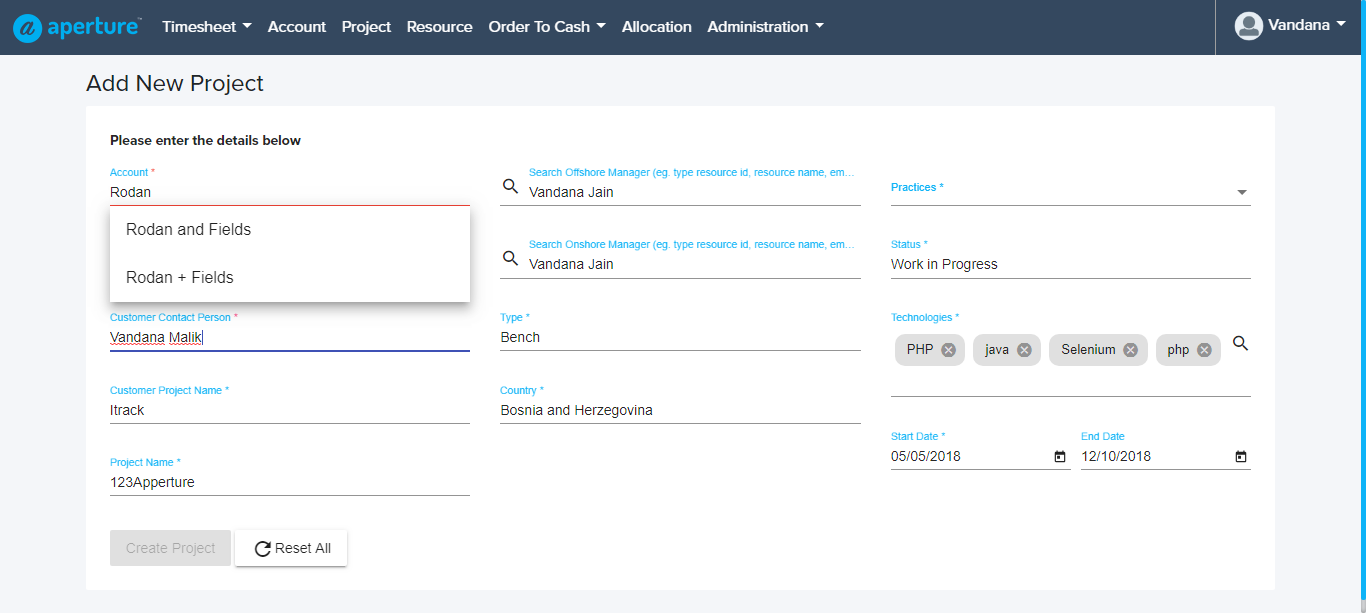 aperture™ Timesheet Account Project Resource Order To Cash Allocation Administration Vandana
Add New Project
Please enter the details below
Account *
Rodan
Rodan and Fields
Rodan + Fields
Customer Contact Person *
Vandana Malik
Customer Project Name *
Itrack
Project Name *
123Apperture
Search Offshore Manager (eg. type resource id, resource name, em...
Vandana Jain
Search Onshore Manager (eg. type resource id, resource name, em...
Vandana Jain
Type *
Bench
Country *
Bosnia and Herzegovina
Practices *
Status *
Work in Progress
Technologies *
PHP java Selenium php
Start Date * End Date
05/05/2018 12/10/2018
Create Project Reset All